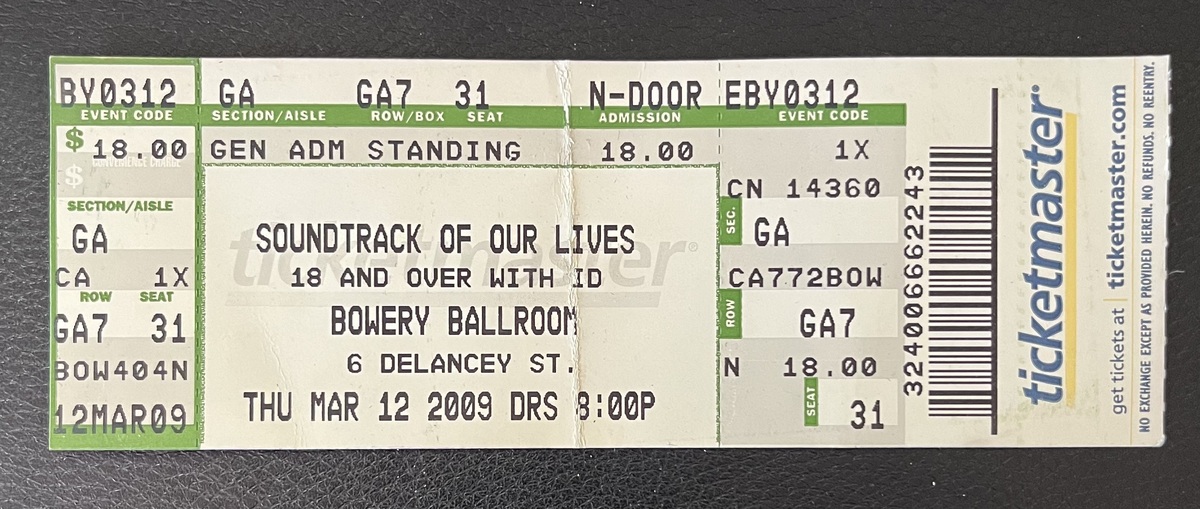 BY0312
EVENT CODE
$ 18.00
CONVENIENCE CHARGE
$
SECTION/AISLE
GA
CA 1X
ROW SEAT
GA7 31
BOW404N
12MAR09
GA GA7 31 N-DOOR
SECTION/AISLE ROW/BOX SEAT ADMISSION
GEN ADM STANDING 18.00
ticketmaster®
SOUNDTRACK OF OUR LIVES
18 AND OVER WITH ID
BOWERY BALLROOM
6 DELANCEY ST.
THU MAR 12 2009 DRS 8:00P
EBY0312
EVENT CODE
1X
CN 14360
SEC.
GA
CA772BOW
ROW
GA7
N 18.00
SEAT
31
324006662243
ticketmaster®
get tickets at | ticketmaster.com
NO EXCHANGE EXCEPT AS PROVIDED HEREIN. NO REFUNDS. NO REENTRY.